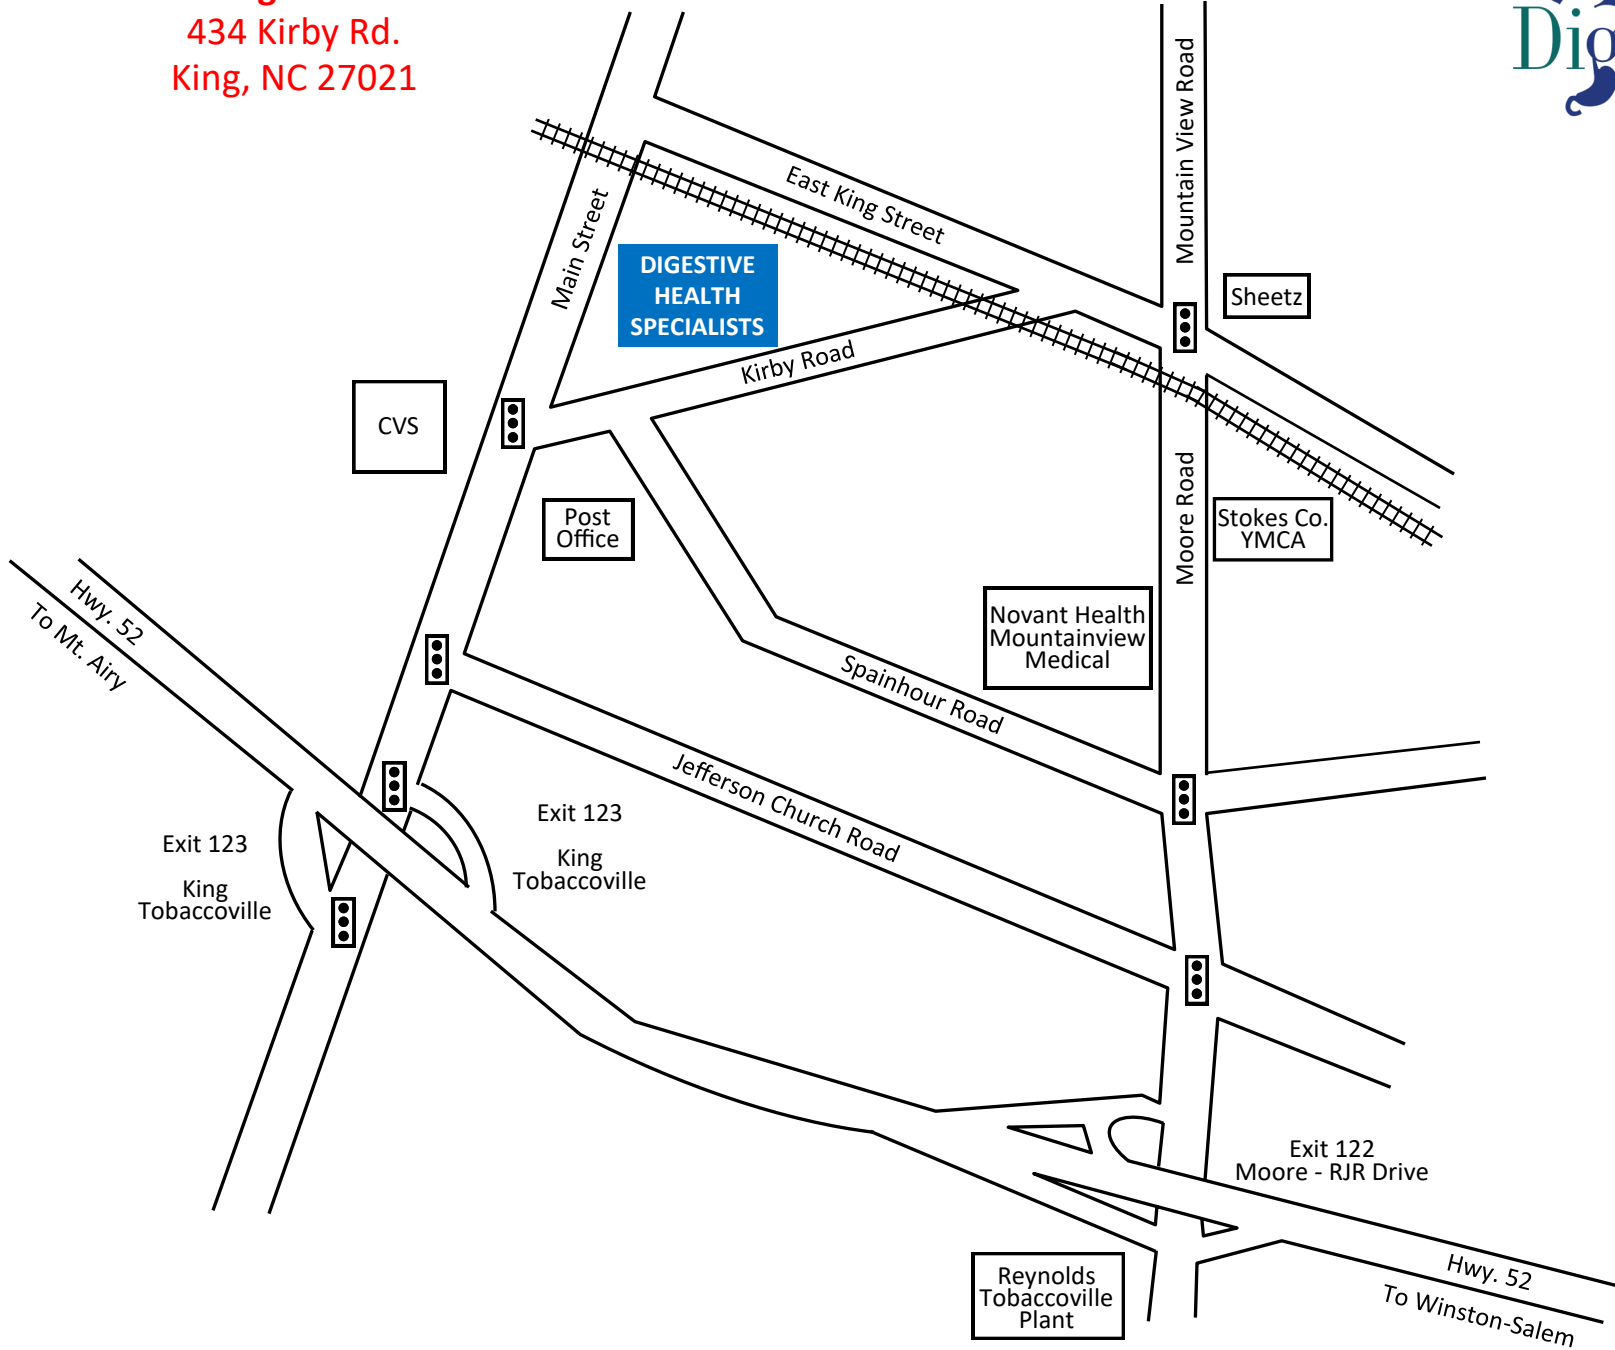 434 Kirby Rd.
King, NC 27021
Dig
Mountain View Road
East King Street
Main Street
DIGESTIVE
HEALTH
SPECIALISTS
Sheetz
Kirby Road
CVS
Moore Road
Post
Office
Stokes Co.
YMCA
Hwy. 52
To Mt. Airy
Novant Health
Mountainview
Medical
Spainhour Road
Jefferson Church Road
Exit 123
King
Tobaccoville
Exit 123
King
Tobaccoville
Exit 122
Moore - RJR Drive
Reynolds
Tobaccoville
Plant
Hwy. 52
To Winston-Salem